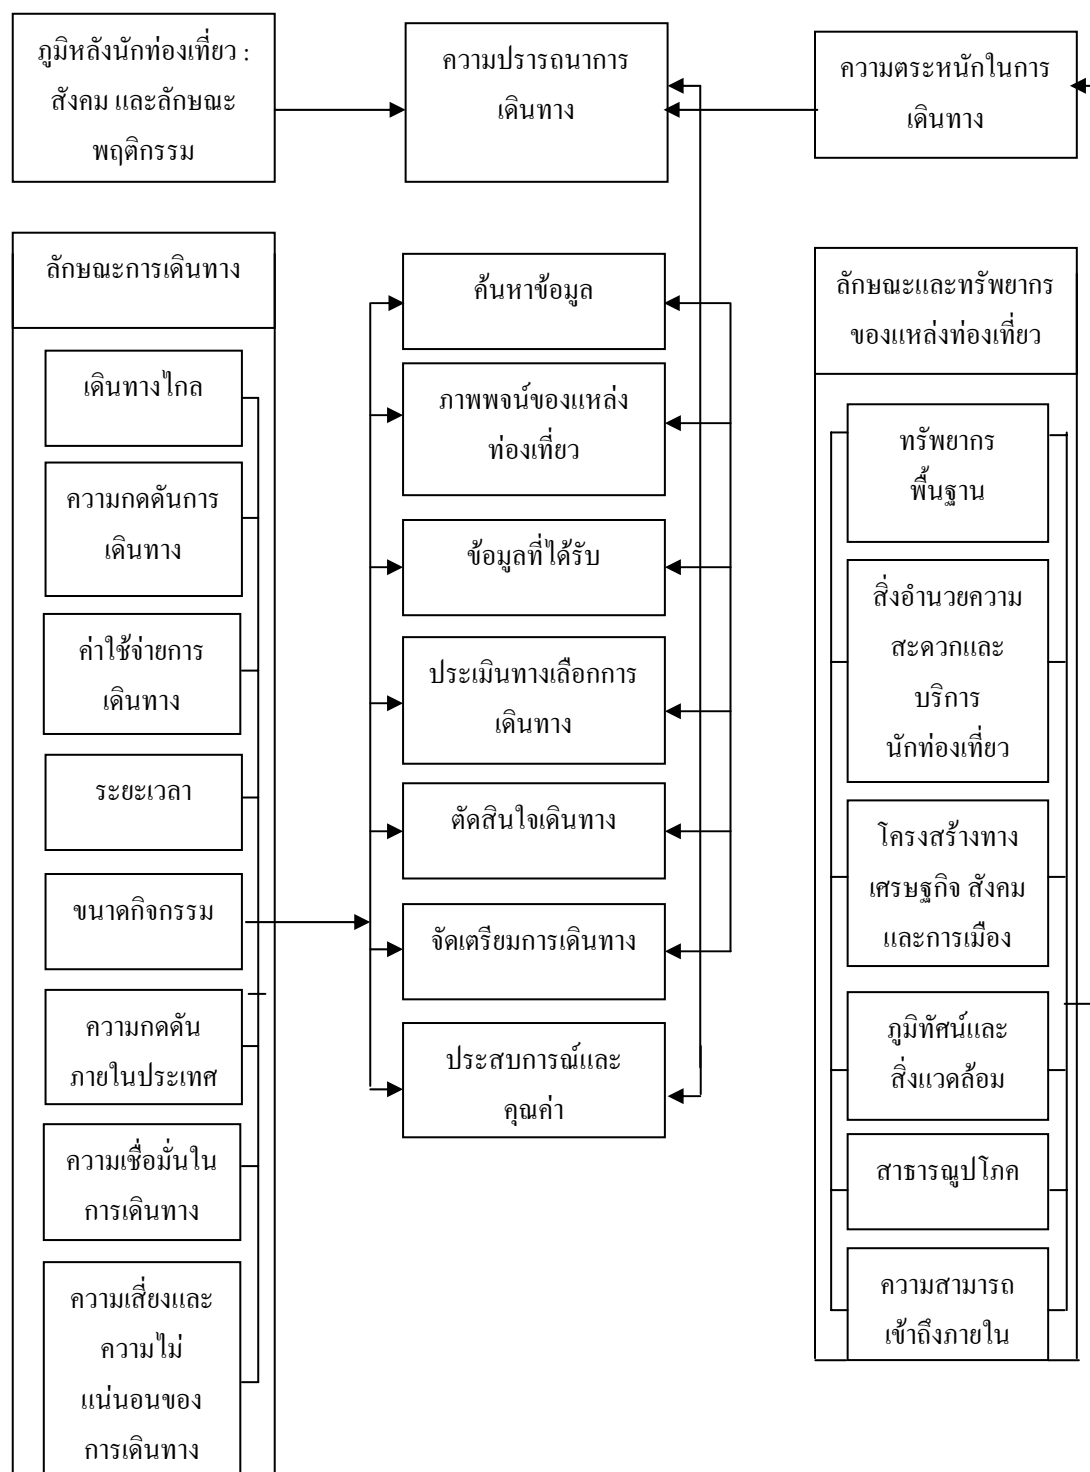 ภูมิหลังนักท่องเที่ยว :
สังคม และลักษณะ
พฤติกรรม
ความปรารถนาการ
เดินทาง
ความตระหนักในการ
เดินทาง
ลักษณะการเดินทาง
เดินทางไกล
ความกดดันการ
เดินทาง
ค่าใช้จ่ายการ
เดินทาง
ระยะเวลา
ขนาดกิจกรรม
ความกดดัน
ภายในประเทศ
ความเชื่อมั่นใน
การเดินทาง
ความเสี่ยงและ
ความไม่
แน่นอนของ
การเดินทาง
ค้นหาข้อมูล
ภาพพจน์ของแหล่ง
ท่องเที่ยว
ข้อมูลที่ได้รับ
ประเมินทางเลือกการ
เดินทาง
ตัดสินใจเดินทาง
จัดเตรียมการเดินทาง
ประสบการณ์และ
คุณค่า
ลักษณะและทรัพยากร
ของแหล่งท่องเที่ยว
ทรัพยากร
พื้นฐาน
สิ่งอำนวยความ
สะดวกและ
บริการ
นักท่องเที่ยว
โครงสร้างทาง
เศรษฐกิจ สังคม
และการเมือง
ภูมิทัศน์และ
สิ่งแวดล้อม
สาธารณูปโภค
ความสามารถ
เข้าถึงภายใน